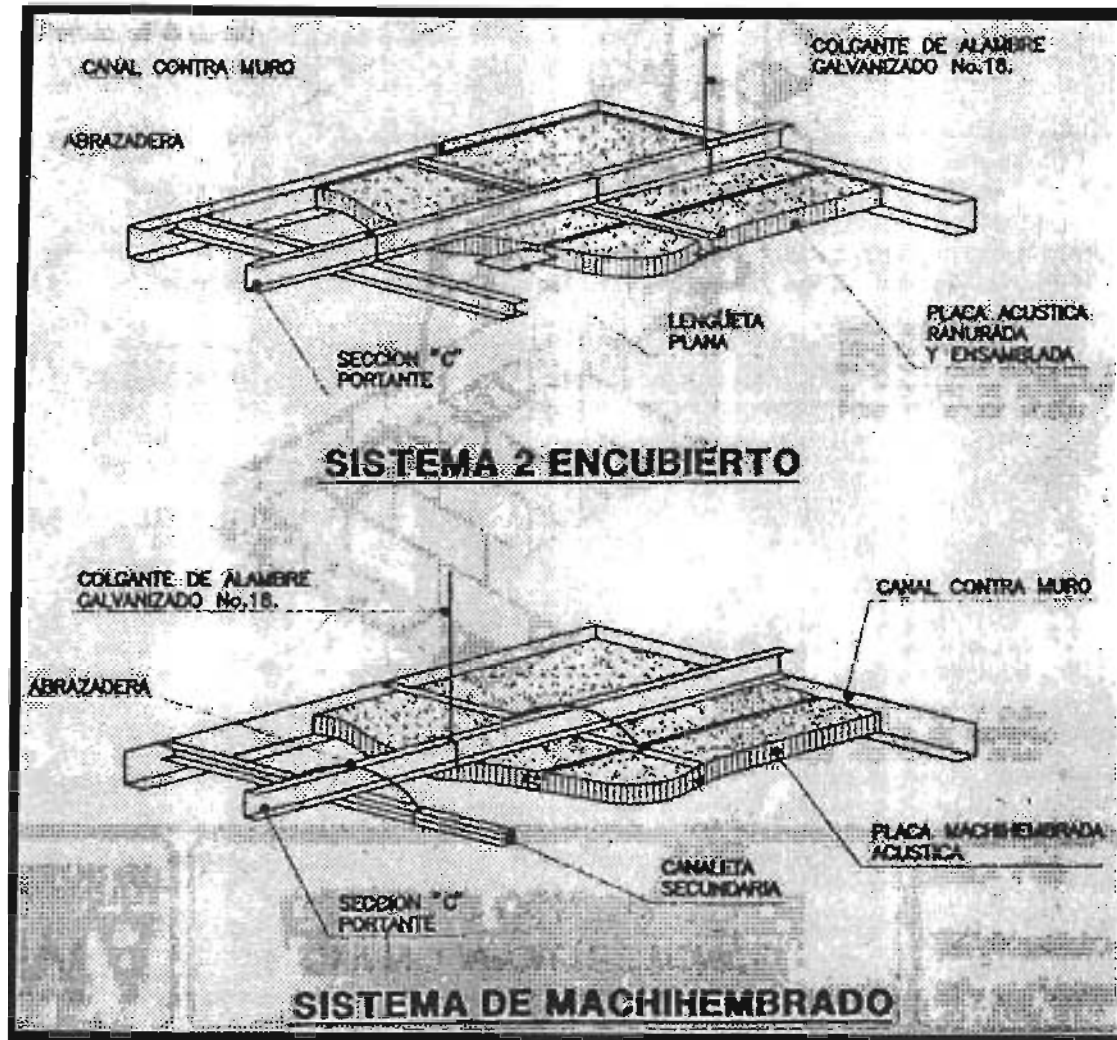 CANAL CONTRA MURO
COLGANTE DE ALAMBRE
GALVANIZADO No.18.
ABRAZADERA
LENGÜETA
PLANA
PLACA ACUSTICA
RANURADA
Y ENSAMBLADA
SECCION "C"
PORTANTE
SISTEMA 2 ENCUBIERTO
COLGANTE DE ALAMBRE
GALVANIZADO No.18.
CANAL CONTRA MURO
ABRAZADERA
PLACA MACHIHEMBRADA
ACUSTICA
CANALETA
SECUNDARIA
SECCION "C"
PORTANTE
SISTEMA DE MACHIHEMBRADO